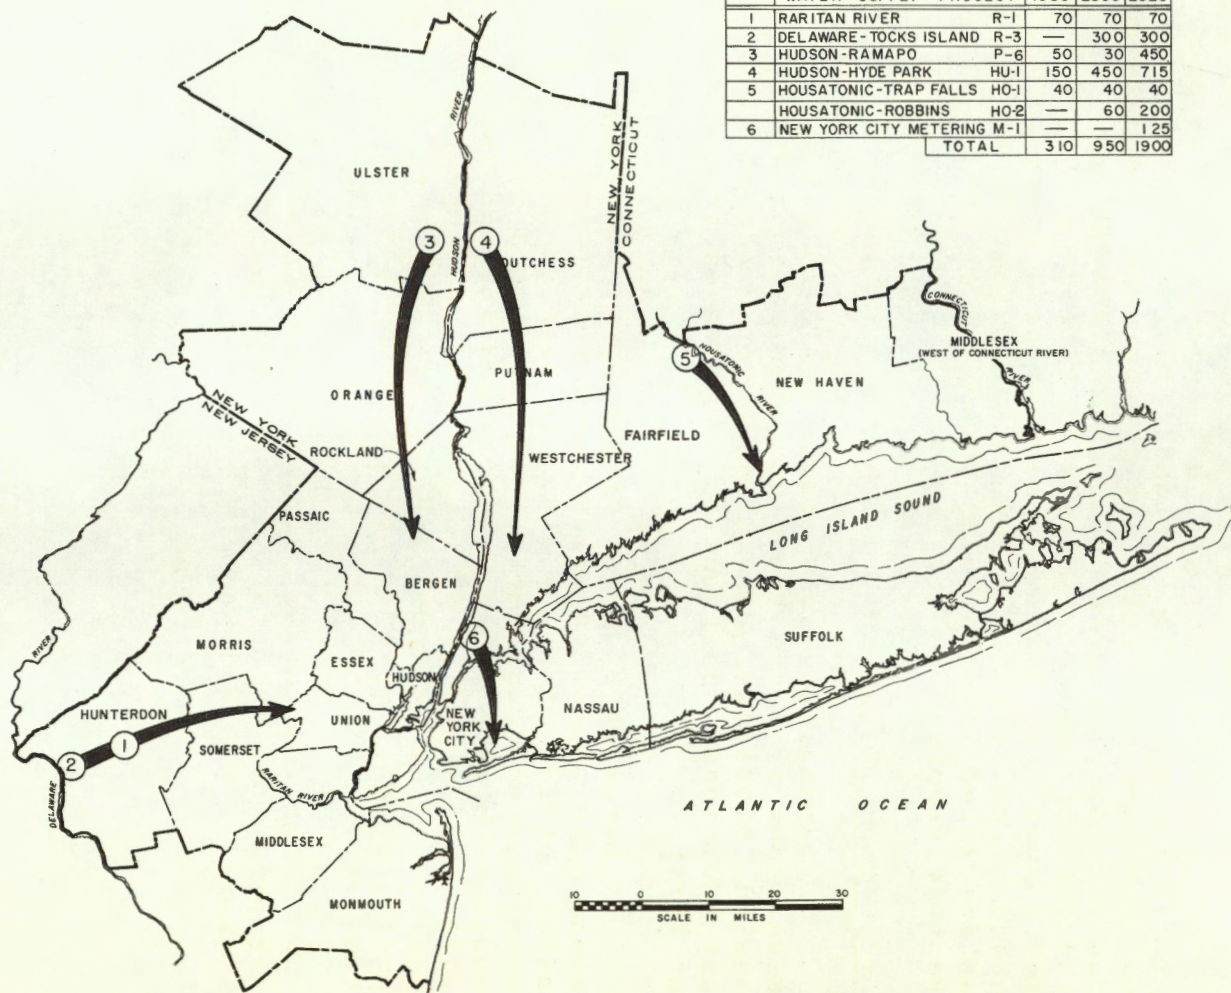 1 RARITAN RIVER R-1 70 70 70
2 DELAWARE-TOCKS ISLAND R-3 — 300 300
3 HUDSON-RAMAPO P-6 50 30 450
4 HUDSON-HYDE PARK HU-1 150 450 715
5 HOUSATONIC-TRAP FALLS HO-1 40 40 40
HOUSATONIC-ROBBINS HO-2 — 60 200
6 NEW YORK CITY METERING M-1 — — 125
TOTAL 310 950 1900
RIVER
NEW YORK
CONNECTICUT
ULSTER
3
4
HUDSON
DUTCHESS
CONNECTICUT
RIVER
MIDDLESEX
(WEST OF CONNECTICUT RIVER)
5
HOUSATONIC
RIVER
PUTNAM
NEW HAVEN
ORANGE
NEW YORK
NEW JERSEY
FAIRFIELD
ROCKLAND
WESTCHESTER
PASSAIC
LONG ISLAND SOUND
BERGEN
6
SUFFOLK
RIVER
MORRIS
ESSEX
HUDSON
NASSAU
HUNTERDON
UNION
NEW
YORK
CITY
1
2
SOMERSET
RARITAN RIVER
DELAWARE
ATLANTIC OCEAN
MIDDLESEX
MONMOUTH
10 0 10 20 30
SCALE IN MILES